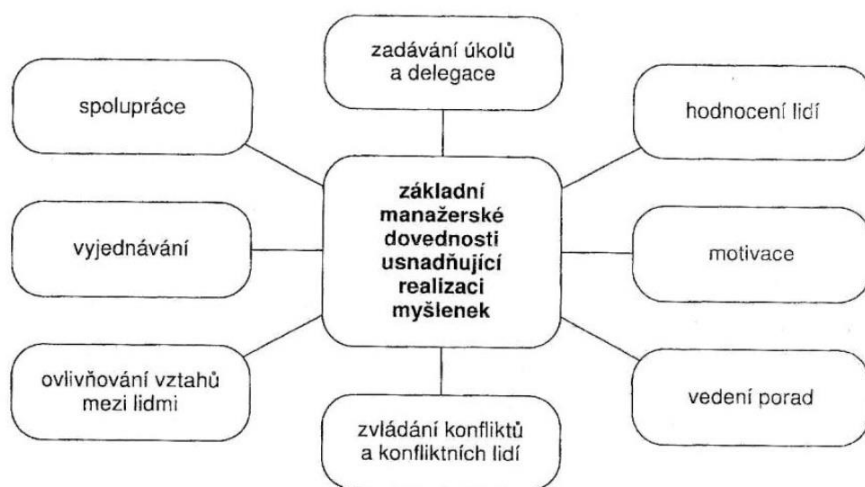 zadávání úkolů
a delegace
spolupráce
hodnocení lidí
základní
manažerské
dovednosti
usnadňující
realizaci
myšlenek
vyjednávání
motivace
ovlivňování vztahů
mezi lidmi
vedení porad
zvládání konfliktů
a konfliktních lidí